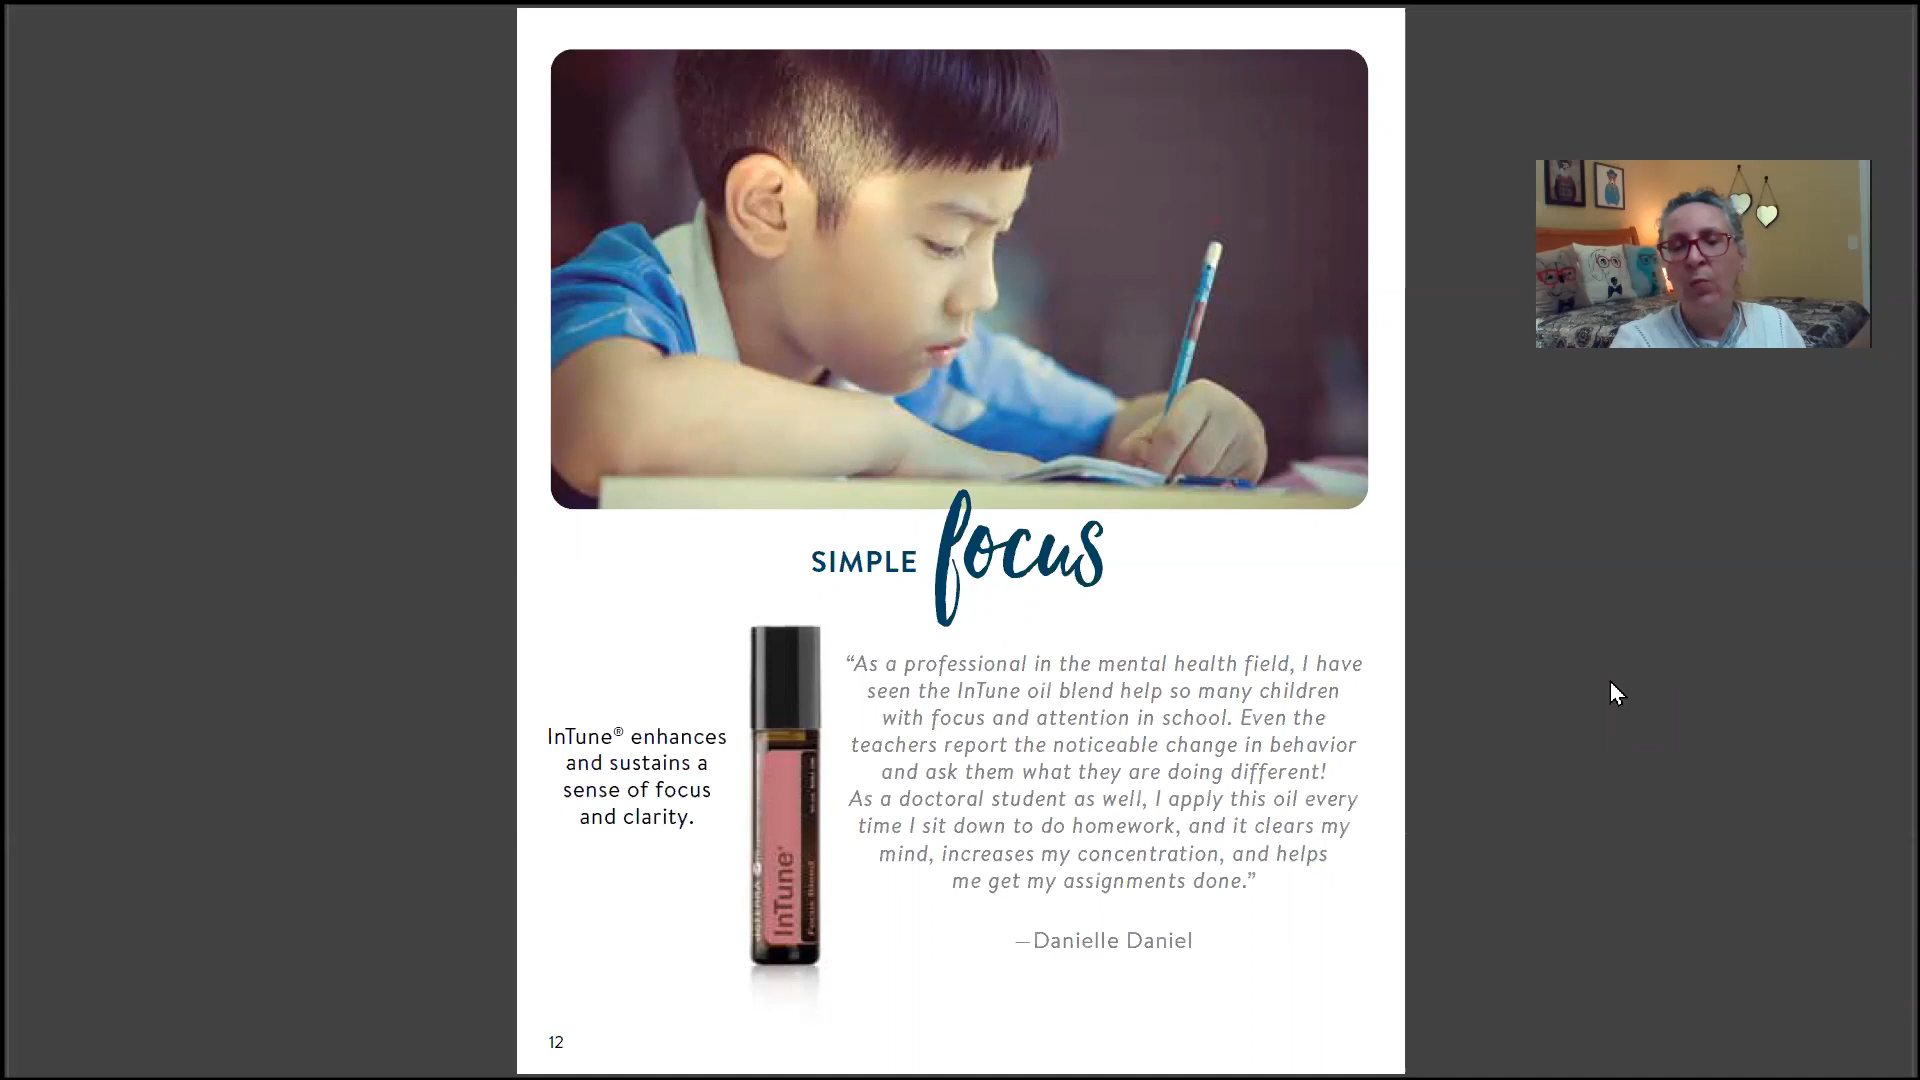 SIMPLE focus
InTune® enhances
and sustains a
sense of focus
and clarity.
InTune
Focus Blend
“As a professional in the mental health field, I have
seen the InTune oil blend help so many children
with focus and attention in school. Even the
teachers report the noticeable change in behavior
and ask them what they are doing different!
As a doctoral student as well, I apply this oil every
time I sit down to do homework, and it clears my
mind, increases my concentration, and helps
me get my assignments done.”
—Danielle Daniel
12